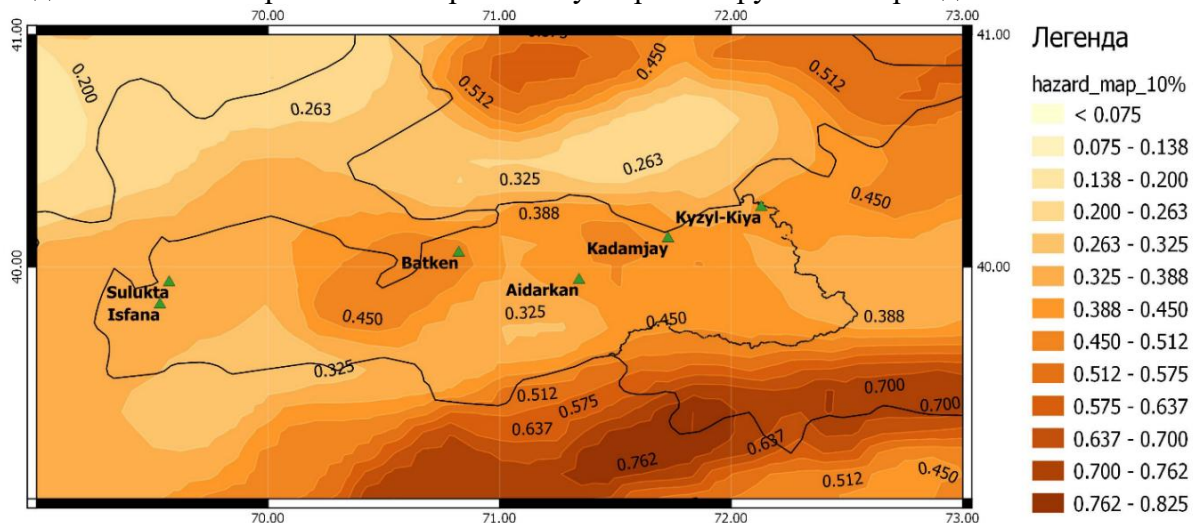 70.00 71.00 72.00 73.00
41.00 41.00
0.450
0.200
0.512
0.512
0.263
0.263
0.325
0.450
0.388
Kyzyl-Kiya
Kadamjay
Batken
40.00 40.00
Sulukta
Aidarkan
Isfana
0.325
0.450
0.450
0.388
0.325
0.700
0.512
0.575
0.700
0.637
0.637
0.762
0.450
0.512
70.00 71.00 72.00 73.00
Легенда
hazard_map_10%
< 0.075
0.075 - 0.138
0.138 - 0.200
0.200 - 0.263
0.263 - 0.325
0.325 - 0.388
0.388 - 0.450
0.450 - 0.512
0.512 - 0.575
0.575 - 0.637
0.637 - 0.700
0.700 - 0.762
0.762 - 0.825